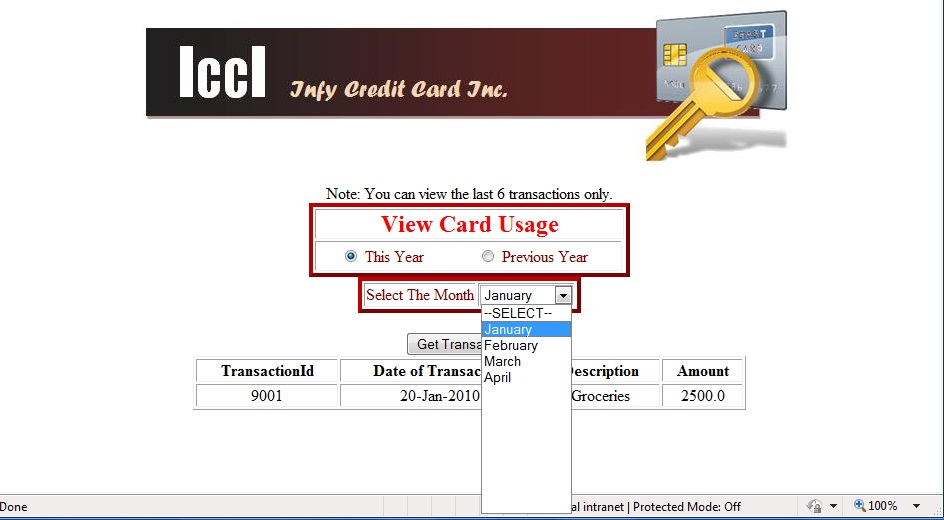 Iccl Infy Credit Card Inc.
Note: You can view the last 6 transactions only.
View Card Usage
This Year Previous Year
Select The Month January
--SELECT--
January
February
March
April
Get Transa
TransactionId Date of Transac escription Amount
9001 20-Jan-2010 Groceries 2500.0
Done al intranet | Protected Mode: Off 100%